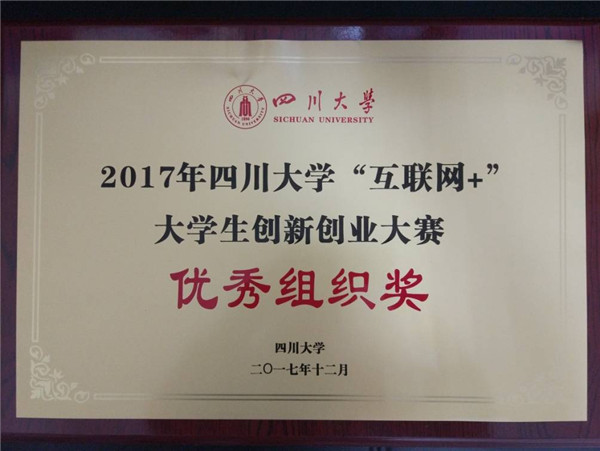 四川大学
SICHUAN UNIVERSITY
2017年四川大学“互联网+”
大学生创新创业大赛
优秀组织奖
四川大学
二〇一七年十二月